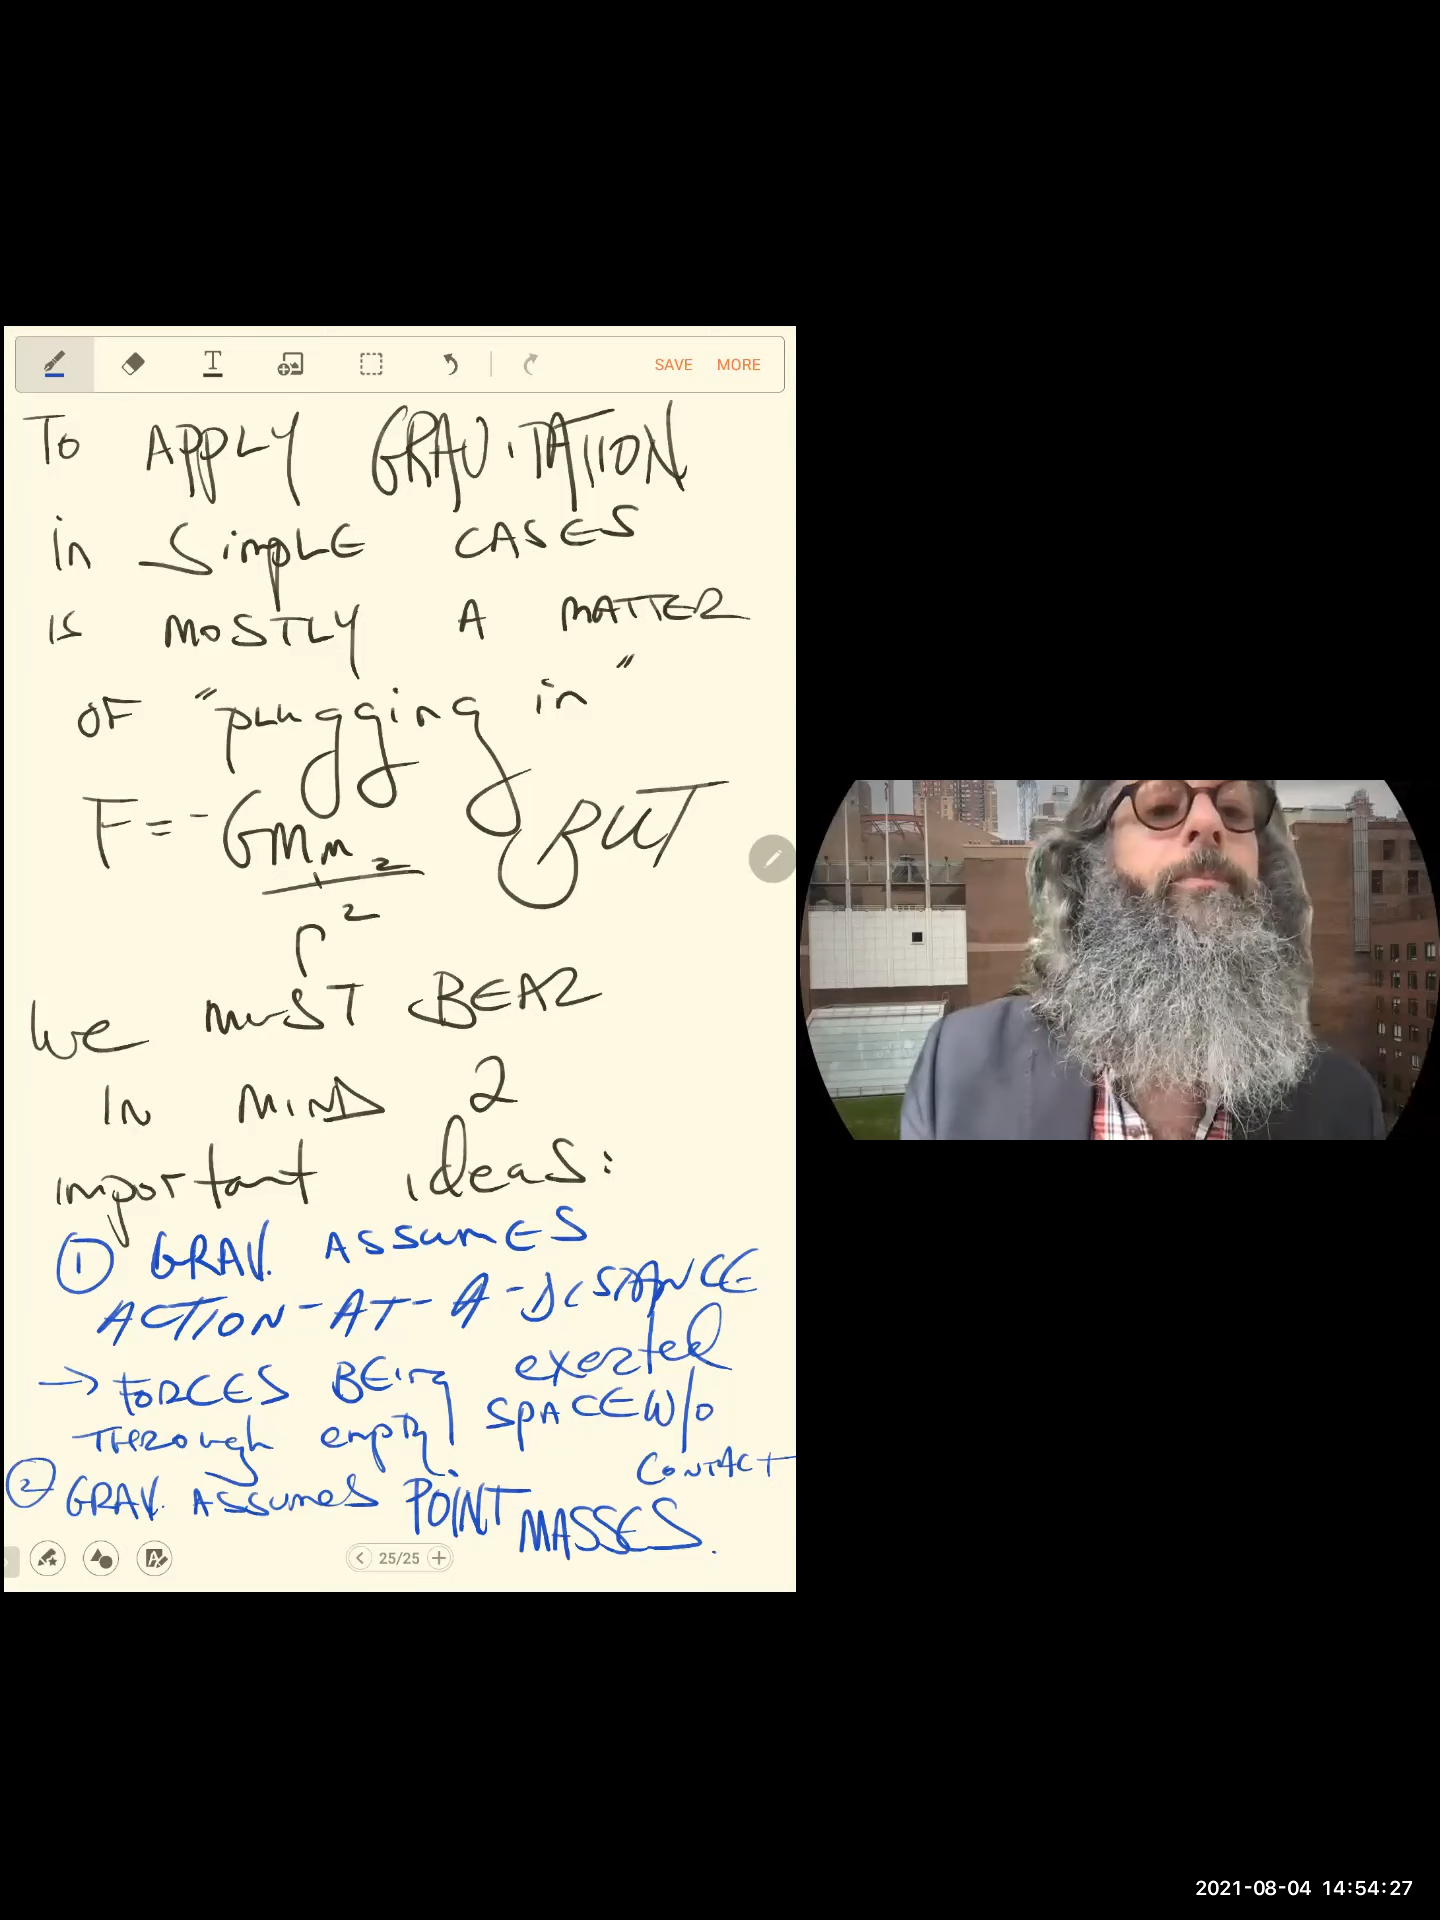 T
SAVE MORE
TO APPLY GRAVITATION
in SimpLE CASES
is MOSTLY A MATTER
OF "plugging in"
F = -Gm₁m₂ BUT
r²
We MUST BEAR
IN MIND 2
important ideas:
① GRAV. ASSUMES
ACTION-AT-A-DISTANCE
→ FORCES BEing exerted
THrough empty SPACE W/O
CONTACT
② GRAV. ASSUMES POINT MASSES.
25/25
2021-08-04 14:54:27